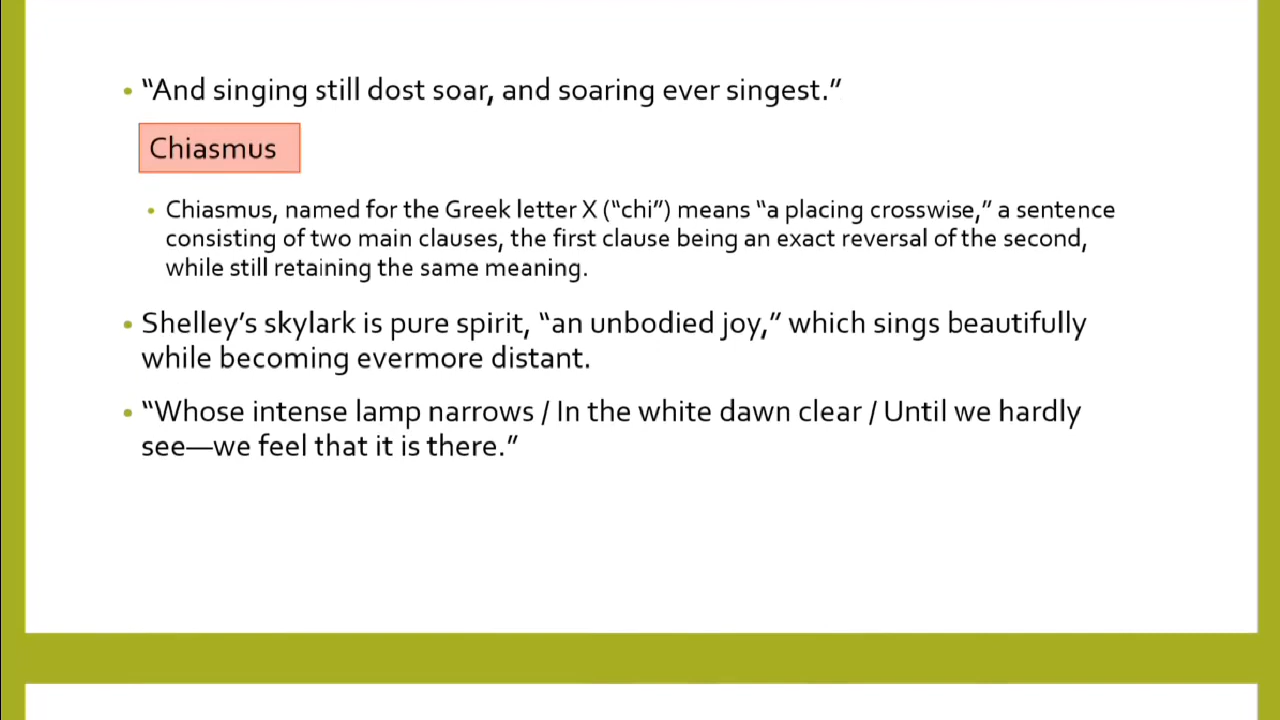 • “And singing still dost soar, and soaring ever singest.”
Chiasmus
• Chiasmus, named for the Greek letter X (“chi”) means “a placing crosswise,” a sentence
consisting of two main clauses, the first clause being an exact reversal of the second,
while still retaining the same meaning.
• Shelley’s skylark is pure spirit, “an unbodied joy,” which sings beautifully
while becoming evermore distant.
• “Whose intense lamp narrows / In the white dawn clear / Until we hardly
see—we feel that it is there.”